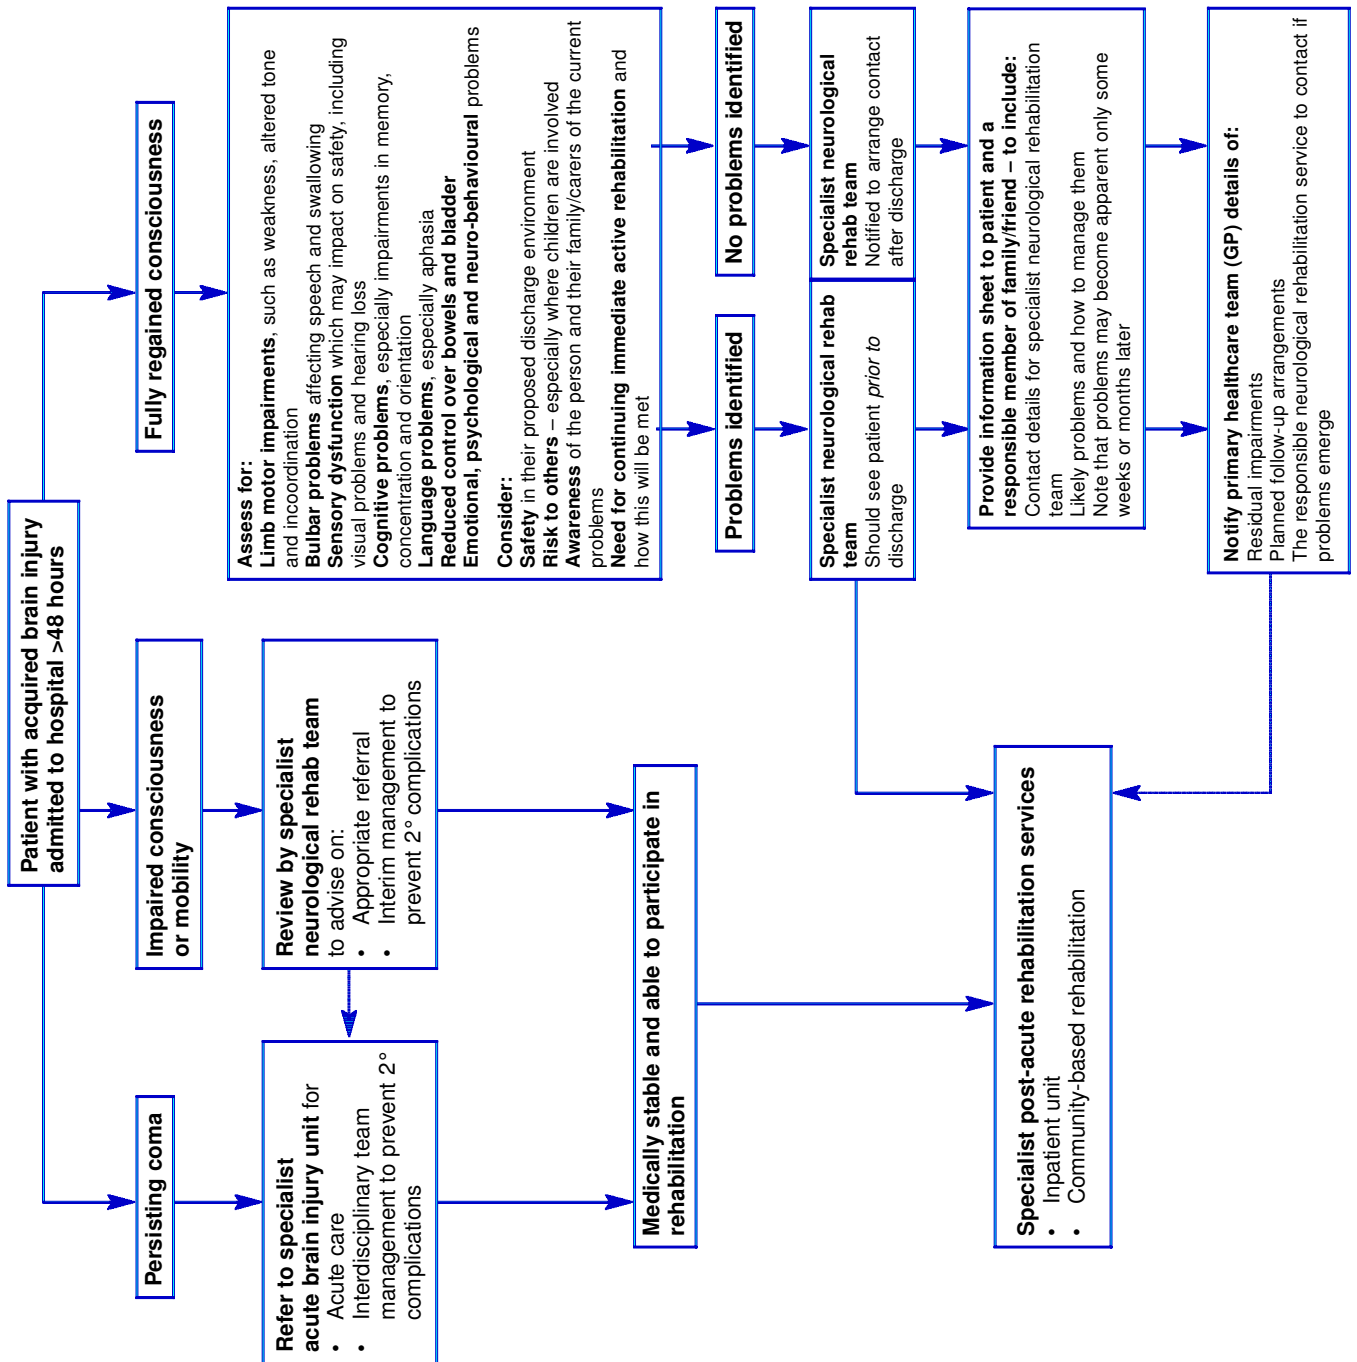 Patient with acquired brain injury
admitted to hospital >48 hours
Persisting coma
Impaired consciousness
or mobility
Fully regained consciousness
Refer to specialist
acute brain injury unit for
• Acute care
• Interdisciplinary team
management to prevent 2°
complications
Review by specialist
neurological rehab team
to advise on:
• Appropriate referral
• Interim management to
prevent 2° complications
Assess for:
Limb motor impairments, such as weakness, altered tone
and incoordination
Bulbar problems affecting speech and swallowing
Sensory dysfunction which may impact on safety, including
visual problems and hearing loss
Cognitive problems, especially impairments in memory,
concentration and orientation
Language problems, especially aphasia
Reduced control over bowels and bladder
Emotional, psychological and neuro-behavioural problems
Consider:
Safety in their proposed discharge environment
Risk to others – especially where children are involved
Awareness of the person and their family/carers of the current
problems
Need for continuing immediate active rehabilitation and
how this will be met
Medically stable and able to participate in
rehabilitation
Problems identified
No problems identified
Specialist neurological rehab
team
Should see patient prior to
discharge
Specialist neurological
rehab team
Notified to arrange contact
after discharge
Provide information sheet to patient and a
responsible member of family/friend – to include:
Contact details for specialist neurological rehabilitation
team
Likely problems and how to manage them
Note that problems may become apparent only some
weeks or months later
Specialist post-acute rehabilitation services
• Inpatient unit
• Community-based rehabilitation
Notify primary healthcare team (GP) details of:
Residual impairments
Planned follow-up arrangements
The responsible neurological rehabilitation service to contact if
problems emerge